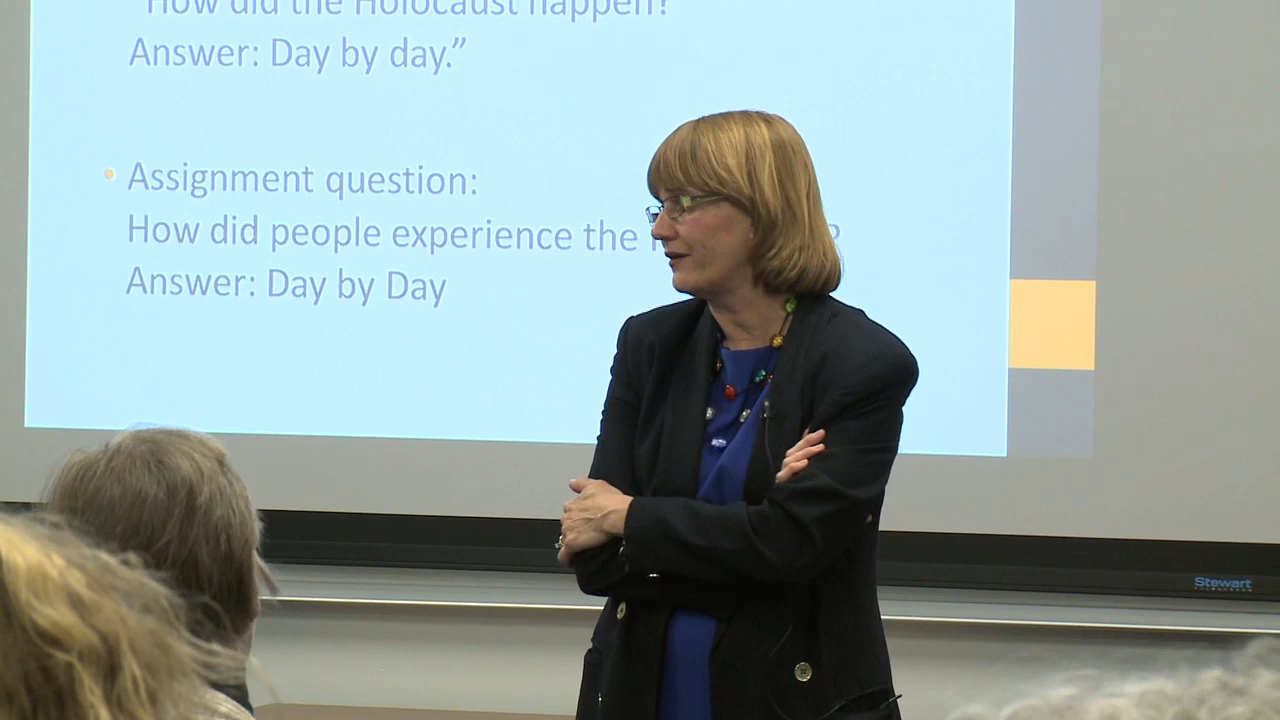 "How did the Holocaust happen?
Answer: Day by day.”
• Assignment question:
How did people experience the ?
Answer: Day by Day
Stewart